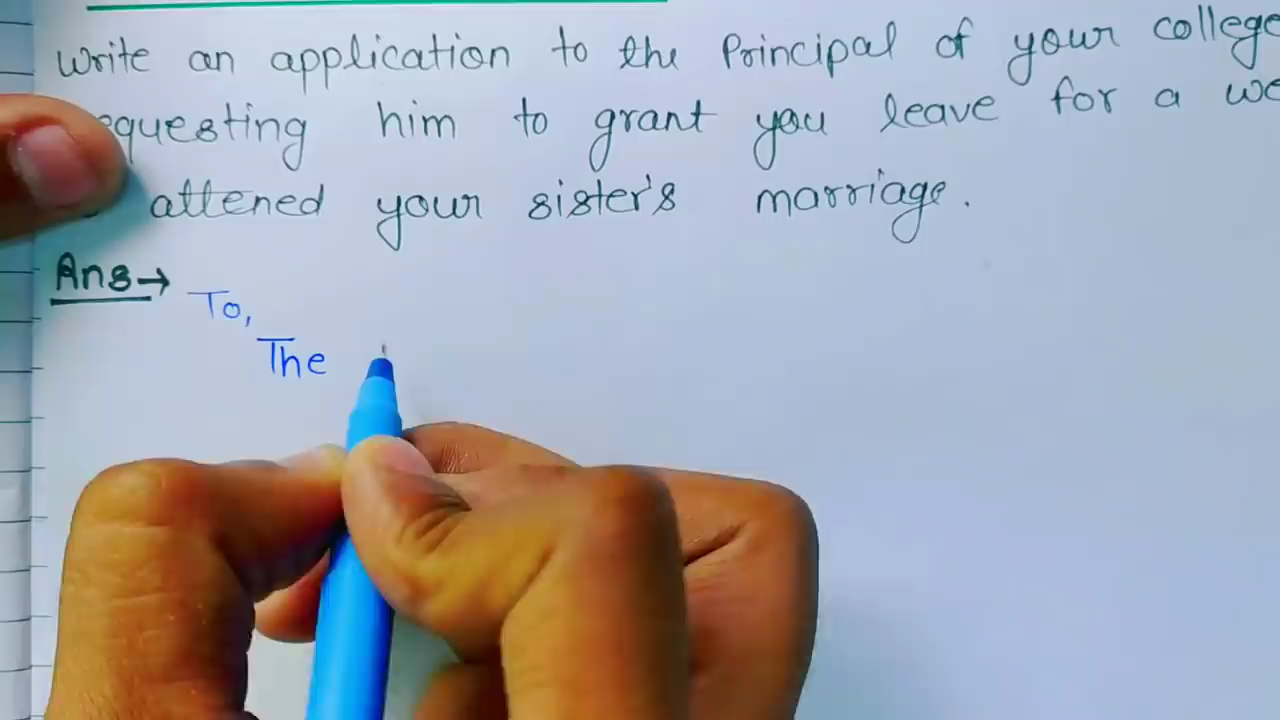 Write an application to the Principal of your college
equesting him to grant you leave for a we
attened your sister's marriage.
Ans→
To,
The